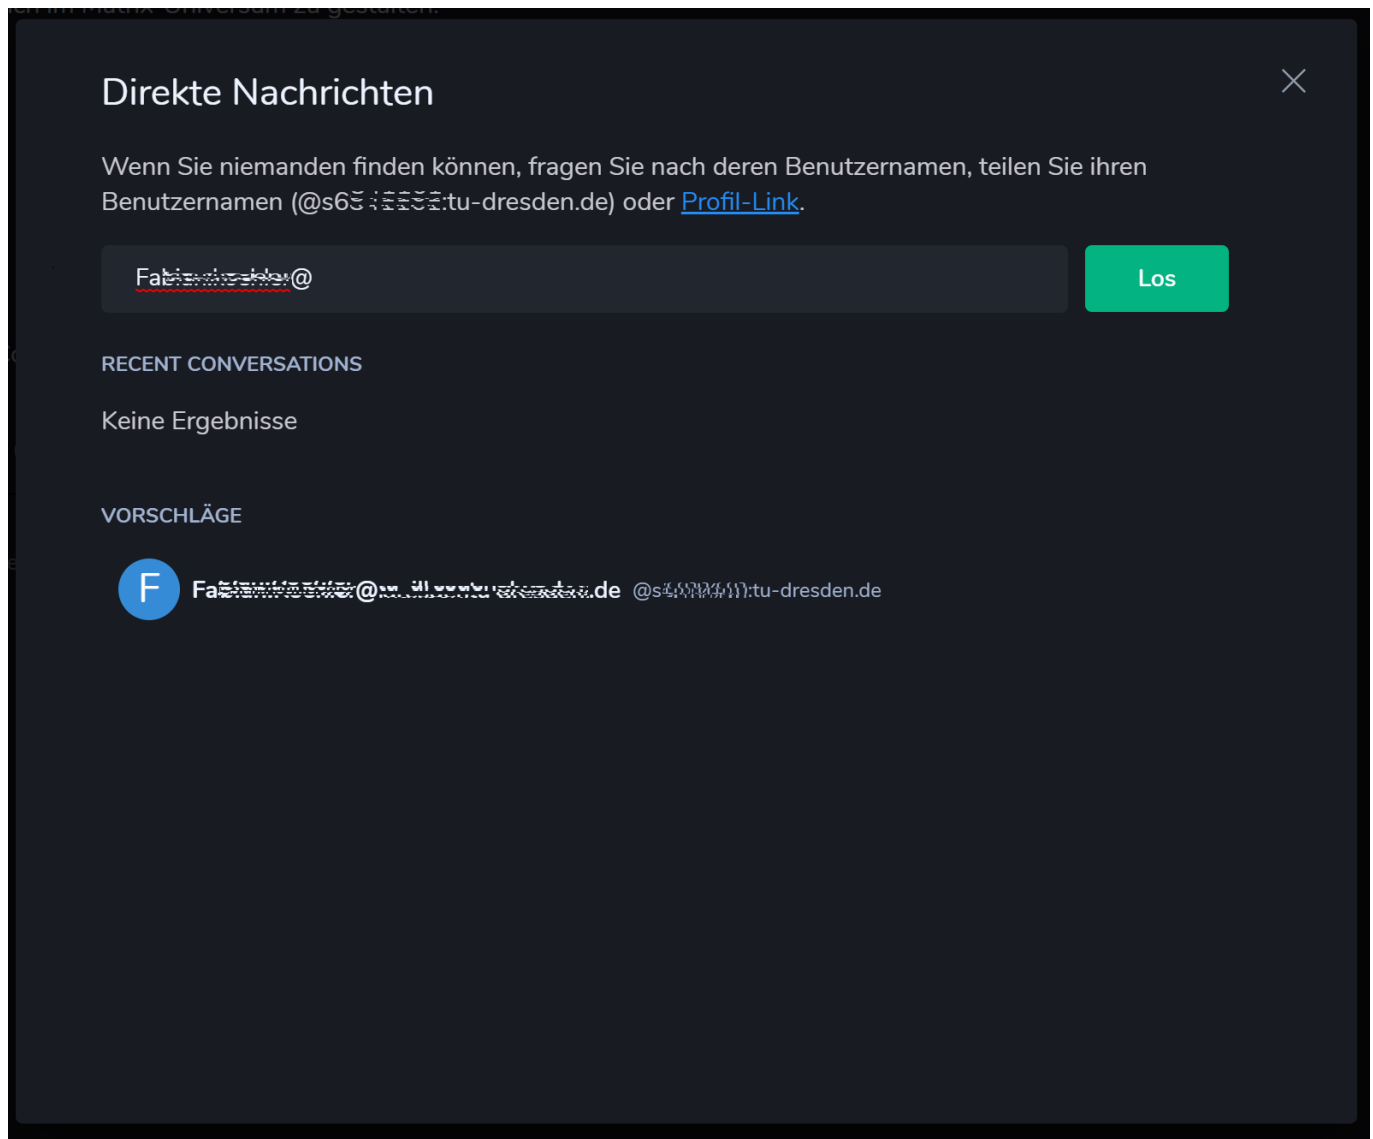 Direkte Nachrichten
Wenn Sie niemanden finden können, fragen Sie nach deren Benutzernamen, teilen Sie ihren
Benutzernamen :tu-dresden.de) oder Profil-Link.
Los
RECENT CONVERSATIONS
Keine Ergebnisse
VORSCHLÄGE
F .de :tu-dresden.de